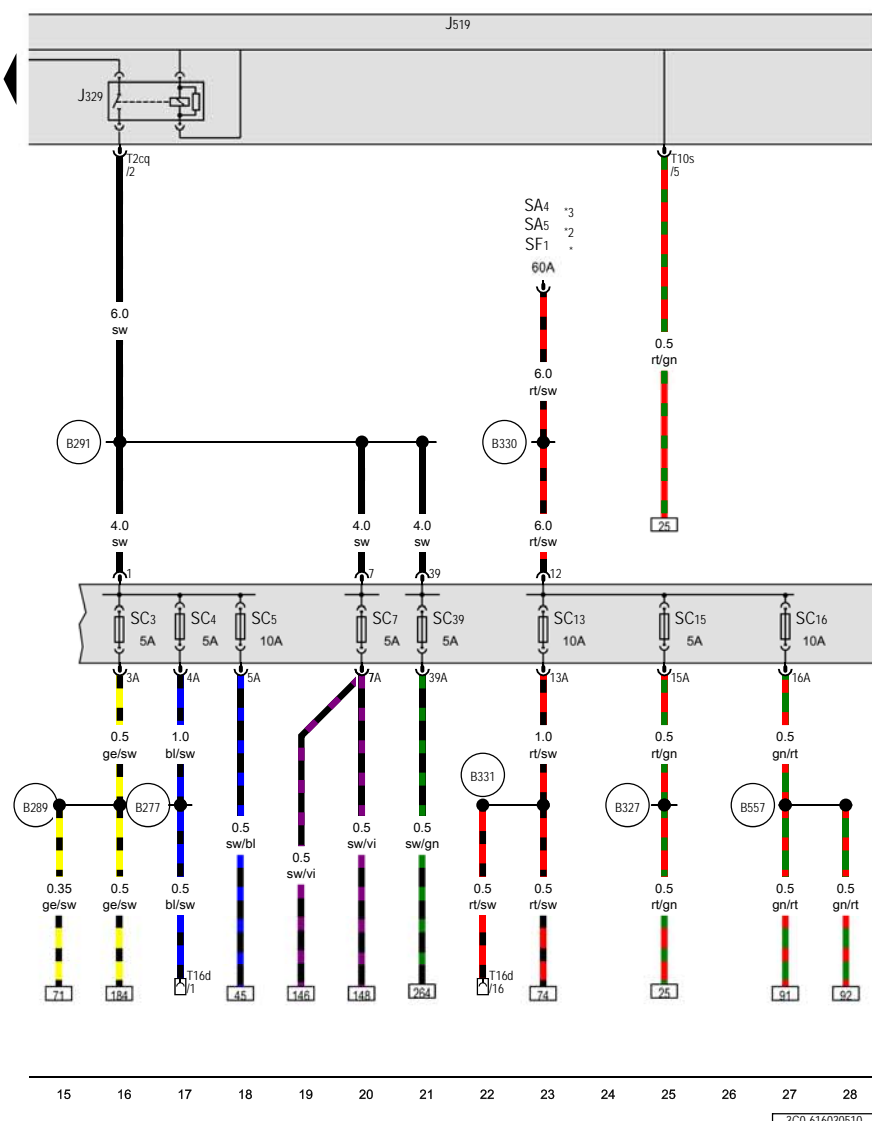 J519
J329
T2cq
/2
T10s
/5
SA4 *3
SA5 *2
SF1 *
60A
6.0
sw
0.5
rt/gn
6.0
rt/sw
B291
B330
4.0
sw
4.0
sw
4.0
sw
6.0
rt/sw
25
1
7
39
12
SC3
5A
SC4
5A
SC5
10A
SC7
5A
SC39
5A
SC13
10A
SC15
5A
SC16
10A
3A
4A
5A
7A
39A
13A
15A
16A
0.5
ge/sw
1.0
bl/sw
1.0
rt/sw
0.5
rt/gn
0.5
gn/rt
B331
B289
B277
B327
B557
0.5
sw/bl
0.5
sw/vi
0.5
sw/vi
0.5
sw/gn
0.35
ge/sw
0.5
ge/sw
0.5
bl/sw
0.5
rt/sw
0.5
rt/sw
0.5
rt/gn
0.5
gn/rt
0.5
gn/rt
T16d
/1
T16d
/16
71
184
45
146
148
264
74
25
91
92
15 16 17 18 19 20 21 22 23 24 25 26 27 28
3C0-616030510